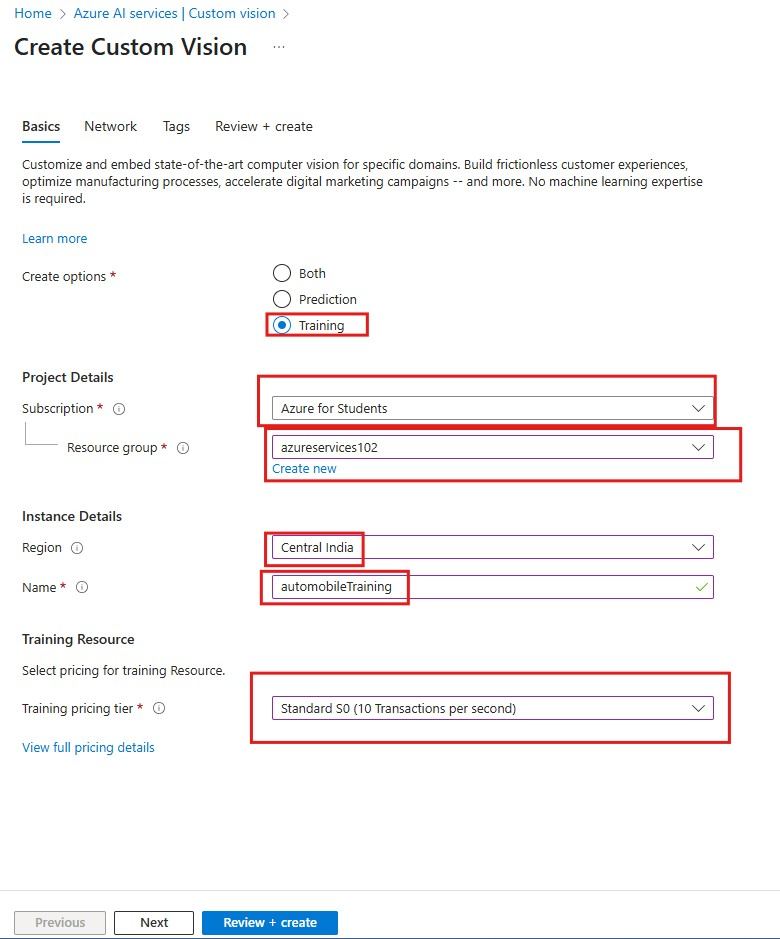 Home > Azure AI services | Custom vision >
Create Custom Vision ...
Basics Network Tags Review + create
Customize and embed state-of-the-art computer vision for specific domains. Build frictionless customer experiences,
optimize manufacturing processes, accelerate digital marketing campaigns -- and more. No machine learning expertise
is required.
Learn more
Create options *
Both
Prediction
Training
Project Details
Subscription * Azure for Students
Resource group * azureservices102
Create new
Instance Details
Region Central India
Name * automobileTraining
Training Resource
Select pricing for training Resource.
Training pricing tier * Standard S0 (10 Transactions per second)
View full pricing details
Previous Next Review + create